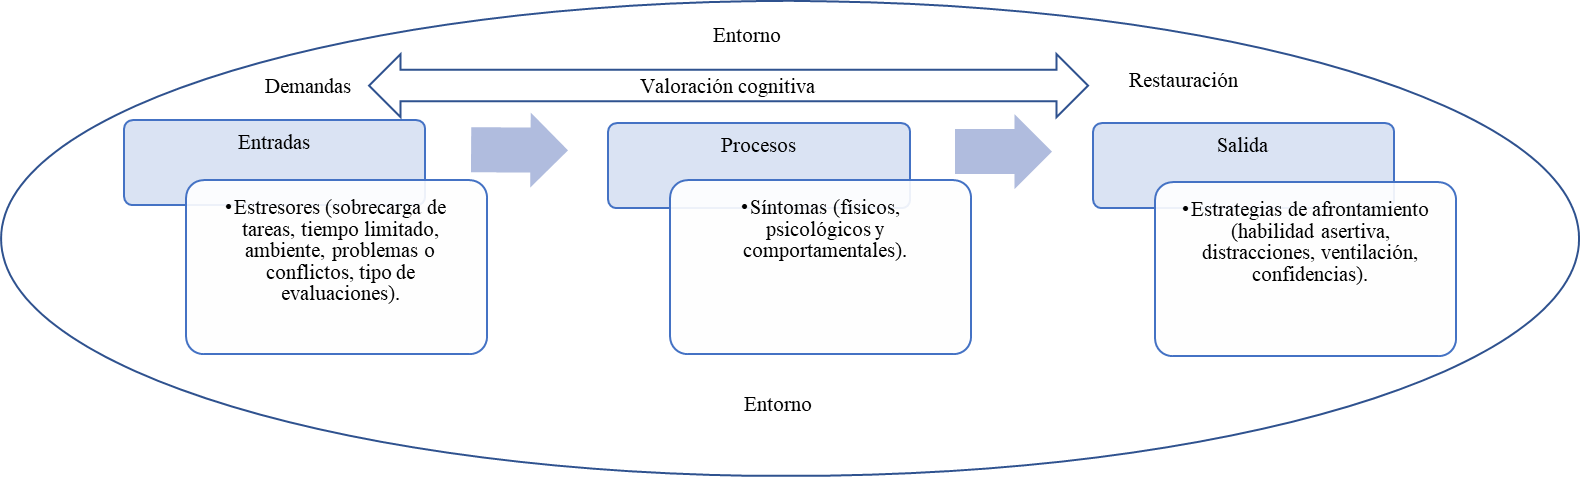 Entorno
Demandas
Valoración cognitiva
Restauración
Entradas
•Estresores (sobrecarga de
tareas, tiempo limitado,
ambiente, problemas o
conflictos, tipo de
evaluaciones).
Procesos
•Síntomas (físicos,
psicológicos y
comportamentales).
Salida
•Estrategias de afrontamiento
(habilidad asertiva,
distracciones, ventilación,
confidencias).
Entorno